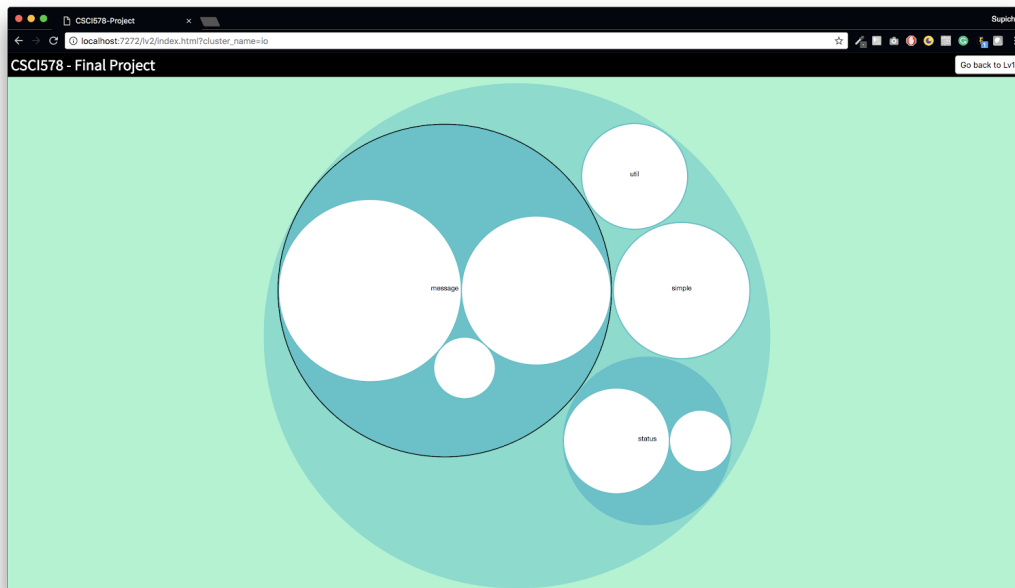 CSCI578-Project
Supich
localhost:7272/lv2/index.html?cluster_name=io
CSCI578 - Final Project
Go back to Lv1
util
message
simple
status